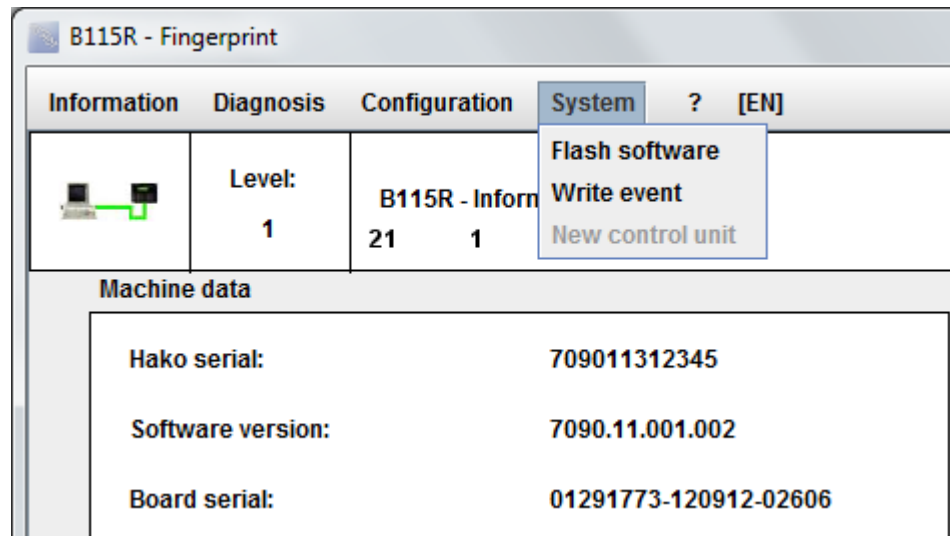 B115R - Fingerprint
Information Diagnosis Configuration System ? [EN]
Flash software
Write event
New control unit
Level:
1
B115R - Inform
21 1
Machine data
Hako serial: 709011312345
Software version: 7090.11.001.002
Board serial: 01291773-120912-02606